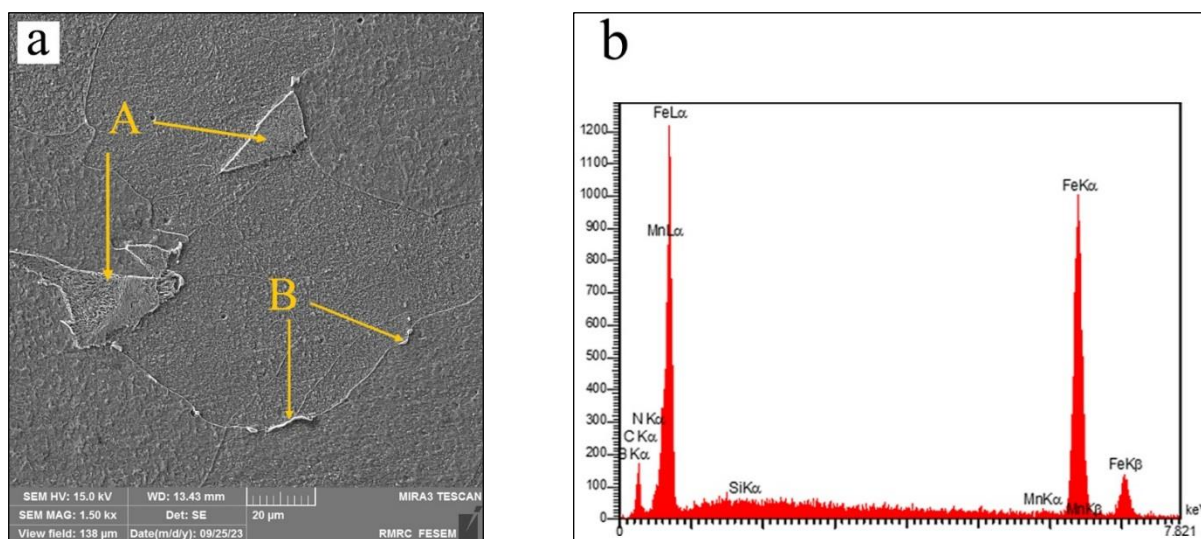 a
A
B
SEM HV: 15.0 kV WD: 13.43 mm MIRA3 TESCAN
SEM MAG: 1.50 kx Det: SE 20 µm
View field: 138 µm Date(m/d/y): 09/25/23 RMRC FESEM
b
FeLα
1200
1100
FeKα
1000
900
MnLα
800
700
600
500
400
N Kα
300
C Kα
200
B Kα
FeKβ
100
SiKα
MnKα
MnKβ
0
keV
0
7.821